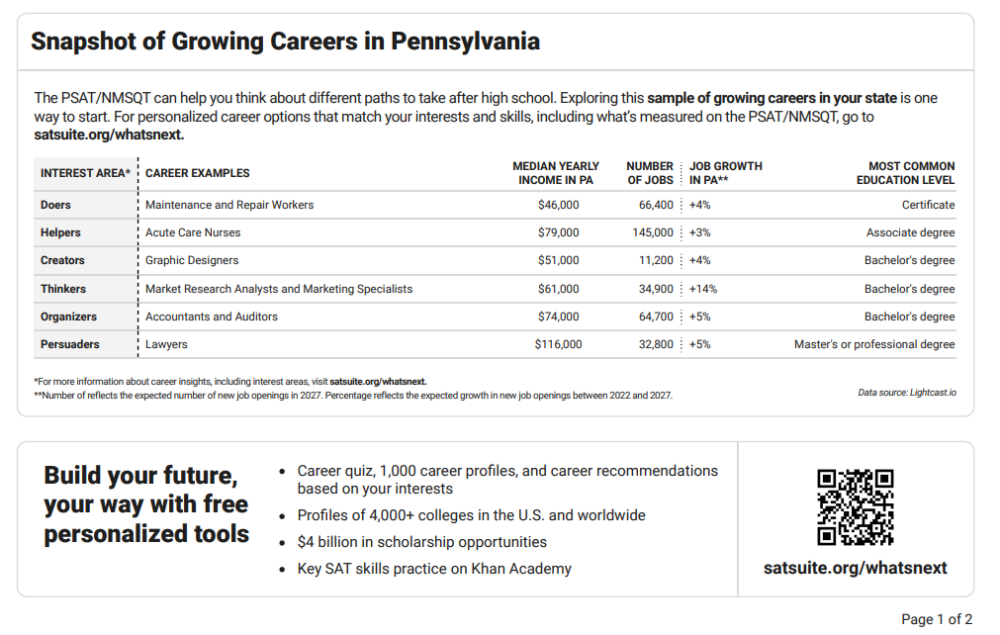 Snapshot of Growing Careers in Pennsylvania
The PSAT/NMSQT can help you think about different paths to take after high school. Exploring this sample of growing careers in your state is one
way to start. For personalized career options that match your interests and skills, including what's measured on the PSAT/NMSQT, go to
satsuite.org/whatsnext.
INTEREST AREA* CAREER EXAMPLES MEDIAN YEARLY INCOME IN PA NUMBER OF JOBS JOB GROWTH IN PA** MOST COMMON EDUCATION LEVEL
Doers Maintenance and Repair Workers $46,000 66,400 +4% Certificate
Helpers Acute Care Nurses $79,000 145,000 +3% Associate degree
Creators Graphic Designers $51,000 11,200 +4% Bachelor's degree
Thinkers Market Research Analysts and Marketing Specialists $61,000 34,900 +14% Bachelor's degree
Organizers Accountants and Auditors $74,000 64,700 +5% Bachelor's degree
Persuaders Lawyers $116,000 32,800 +5% Master's or professional degree
*For more information about career insights, including interest areas, visit satsuite.org/whatsnext.
**Number of reflects the expected number of new job openings in 2027. Percentage reflects the expected growth in new job openings between 2022 and 2027.
Data source: Lightcast.io
Build your future,
your way with free
personalized tools
• Career quiz, 1,000 career profiles, and career recommendations
based on your interests
• Profiles of 4,000+ colleges in the U.S. and worldwide
• $4 billion in scholarship opportunities
• Key SAT skills practice on Khan Academy
satsuite.org/whatsnext
Page 1 of 2